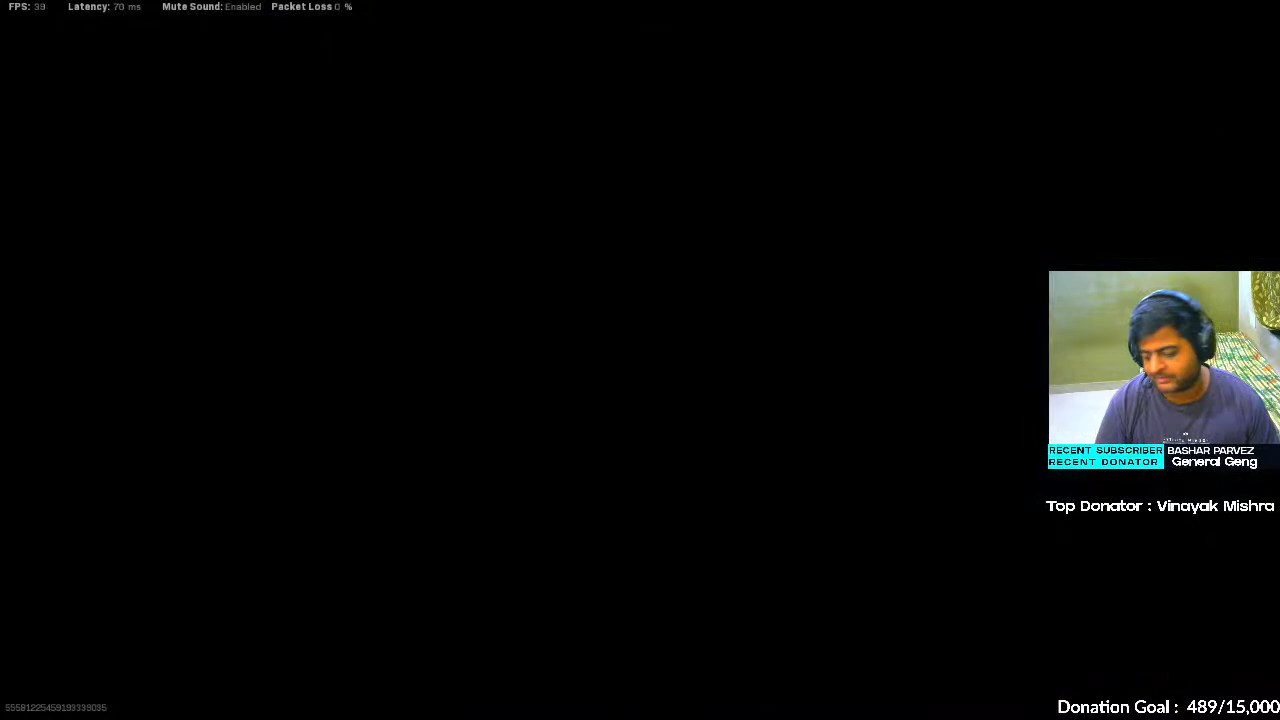 FPS: 39 Latency: 70 ms Mute Sound: Enabled Packet Loss 0 %
RECENT SUBSCRIBER BASHAR PARVEZ
RECENT DONATOR General Geng
Top Donator : Vinayak Mishra
Donation Goal : 489/15,000